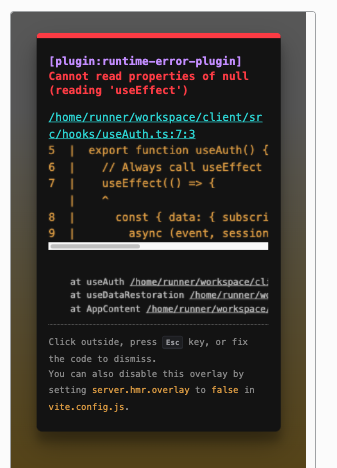 [plugin:runtime-error-plugin]
Cannot read properties of null
(reading 'useEffect')
/home/runner/workspace/client/sr
c/hooks/useAuth.ts:7:3
5 | export function useAuth() {
6 | // Always call useEffect
7 | useEffect(() => {
| ^
8 | const { data: { subscri
9 | async (event, session
at useAuth /home/runner/workspace/cli
at useDataRestoration /home/runner/wo
at AppContent /home/runner/workspace/
Click outside, press Esc key, or fix
the code to dismiss.
You can also disable this overlay by
setting server.hmr.overlay to false in
vite.config.js.